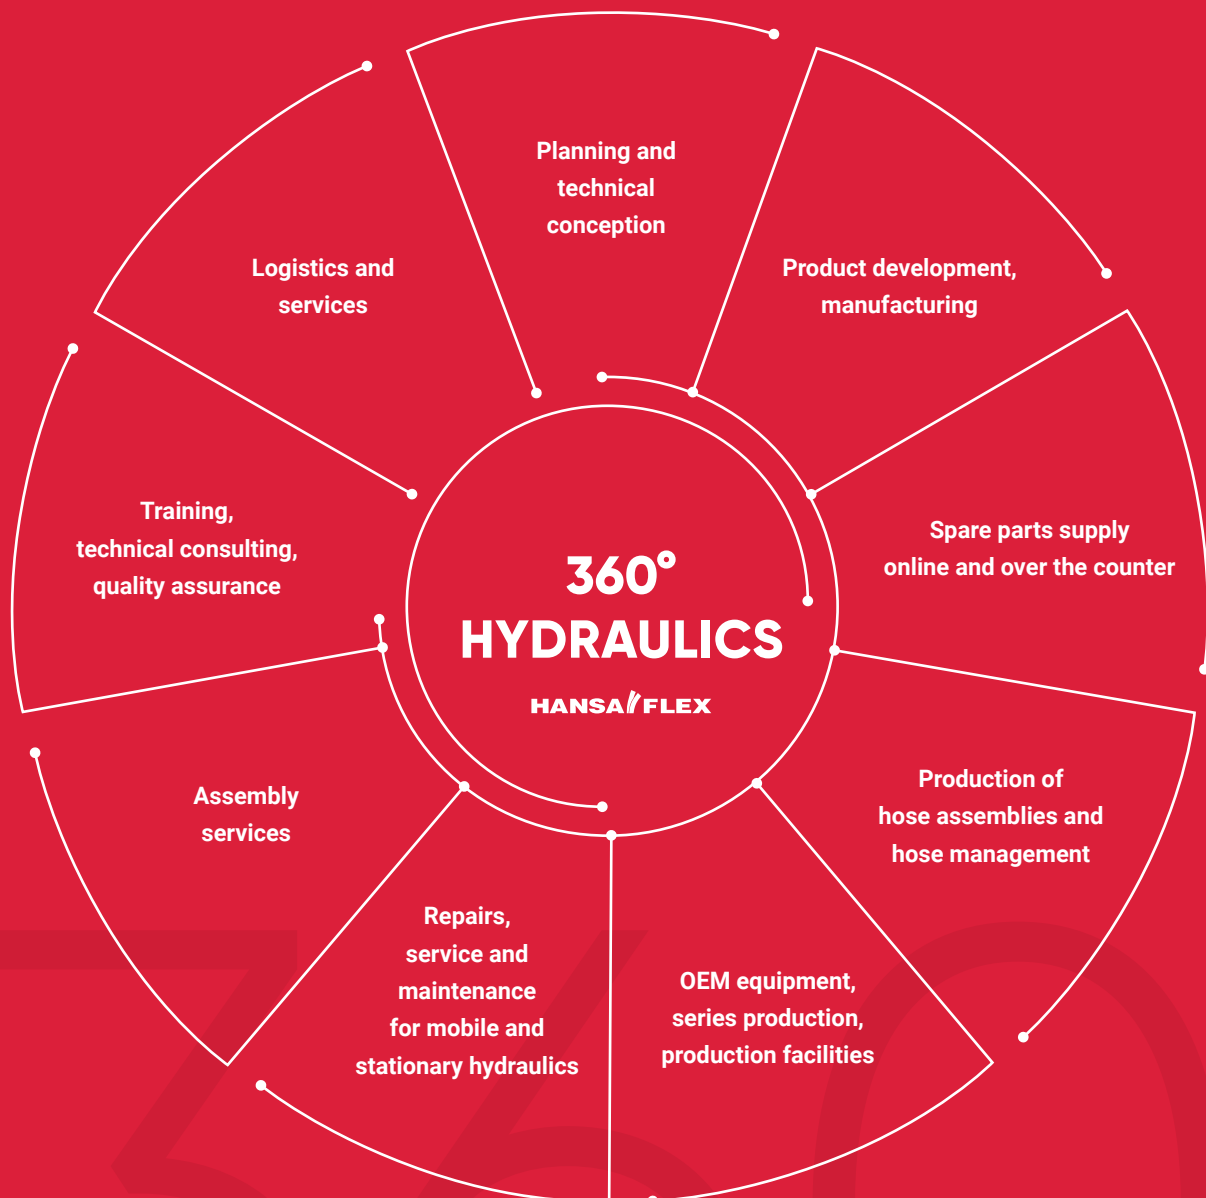 Planning and
technical
conception
Product development,
manufacturing
Spare parts supply
online and over the counter
Production of
hose assemblies and
hose management
OEM equipment,
series production,
production facilities
Repairs,
service and
maintenance
for mobile and
stationary hydraulics
Assembly
services
Training,
technical consulting,
quality assurance
Logistics and
services
360°
HYDRAULICS
HANSA FLEX
360